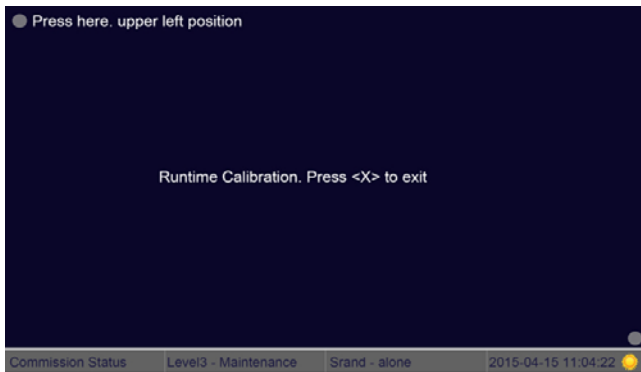 Press here. upper left position
Runtime Calibration. Press <X> to exit
Commission Status Level3 - Maintenance Srand - alone 2015-04-15 11:04:22